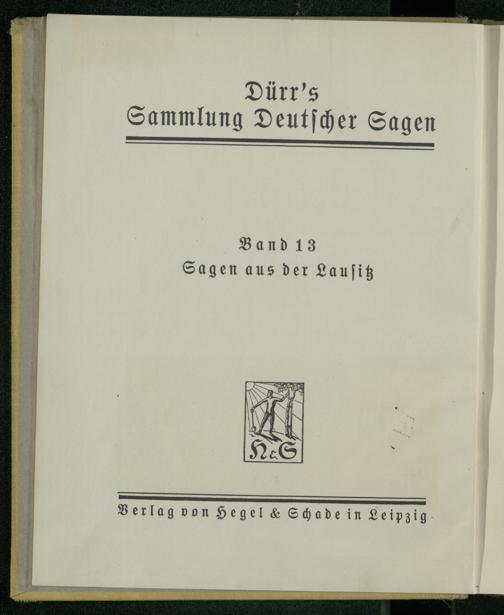 Dürr's
Sammlung Deutſcher Sagen
Band 13
Sagen aus der Lauſitz
H & S
Verlag von Hegel & Schade in Leipzig